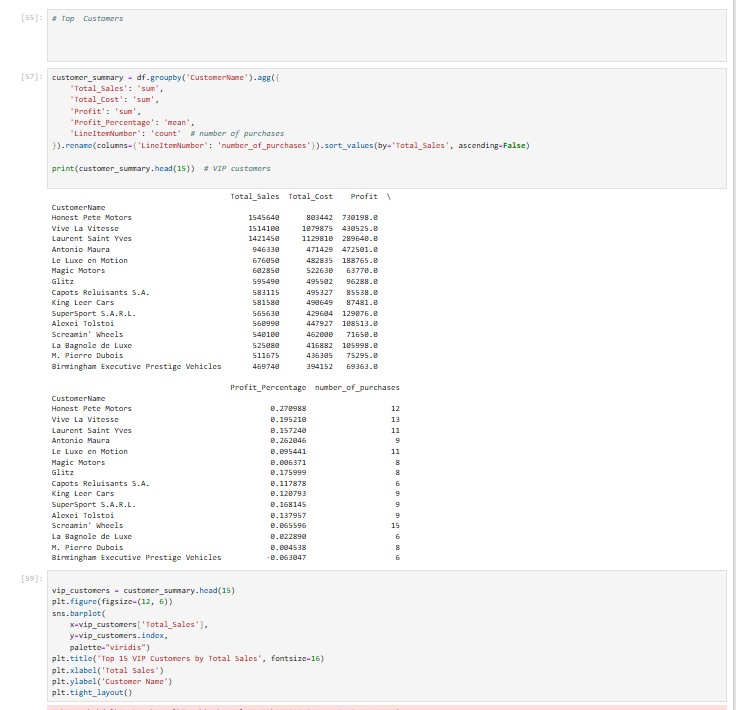 [55]:
# Top  Customers
[57]:
customer_summary = df.groupby('CustomerName').agg({
    'Total_Sales': 'sum',
    'Total_Cost': 'sum',
    'Profit': 'sum',
    'Profit_Percentage': 'mean',
    'LineItemNumber': 'count'  # number of purchases
}).rename(columns={'LineItemNumber': 'number_of_purchases'}).sort_values(by='Total_Sales', ascending=False)
print(customer_summary.head(15))  # VIP customers
Total_Sales  Total_Cost    Profit  \
CustomerName
Honest Pete Motors 1545640 803442 730198.0
Vive La Vitesse 1514100 1079875 430525.0
Laurent Saint Yves 1421450 1129810 289640.0
Antonio Maura 946330 471429 472501.0
Le Luxe en Motion 676050 482835 188765.0
Magic Motors 602850 522630 63770.0
Glitz 595490 495502 96288.0
Capots Reluisants S.A. 583115 495327 85538.0
King Leer Cars 581580 490649 87481.0
SuperSport S.A.R.L. 565630 429604 129076.0
Alexei Tolstoi 560990 447927 108513.0
Screamin' Wheels 540100 462000 71650.0
La Bagnole de Luxe 525080 416882 105998.0
M. Pierre Dubois 511675 436305 75295.0
Birmingham Executive Prestige Vehicles 469740 394152 69363.0
Profit_Percentage  number_of_purchases
CustomerName
Honest Pete Motors 0.270988 12
Vive La Vitesse 0.195210 13
Laurent Saint Yves 0.157240 11
Antonio Maura 0.262046 9
Le Luxe en Motion 0.095441 11
Magic Motors 0.006371 8
Glitz 0.175999 8
Capots Reluisants S.A. 0.117878 6
King Leer Cars 0.120793 9
SuperSport S.A.R.L. 0.168145 9
Alexei Tolstoi 0.137957 9
Screamin' Wheels 0.065596 15
La Bagnole de Luxe 0.022890 6
M. Pierre Dubois 0.004538 8
Birmingham Executive Prestige Vehicles -0.063047 6
[59]:
vip_customers = customer_summary.head(15)
plt.figure(figsize=(12, 6))
sns.barplot(
    x=vip_customers['Total_Sales'],
    y=vip_customers.index,
    palette="viridis")
plt.title('Top 15 VIP Customers by Total Sales', fontsize=16)
plt.xlabel('Total Sales')
plt.ylabel('Customer Name')
plt.tight_layout()